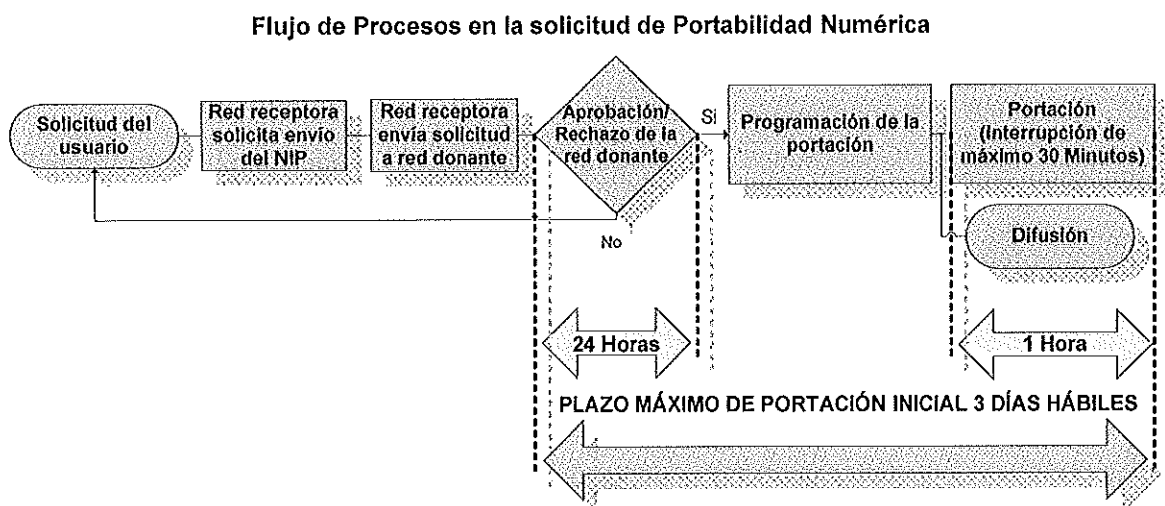 Flujo de Procesos en la solicitud de Portabilidad Numérica
Solicitud del
usuario
Red receptora
solicita envío
del NIP
Red receptora
envía solicitud
a red donante
Aprobación/
Rechazo de la
red donante
Si
No
Programación de la
portación
Portación
(Interrupción de
máximo 30 Minutos)
Difusión
24 Horas
1 Hora
PLAZO MÁXIMO DE PORTACIÓN INICIAL 3 DÍAS HÁBILES